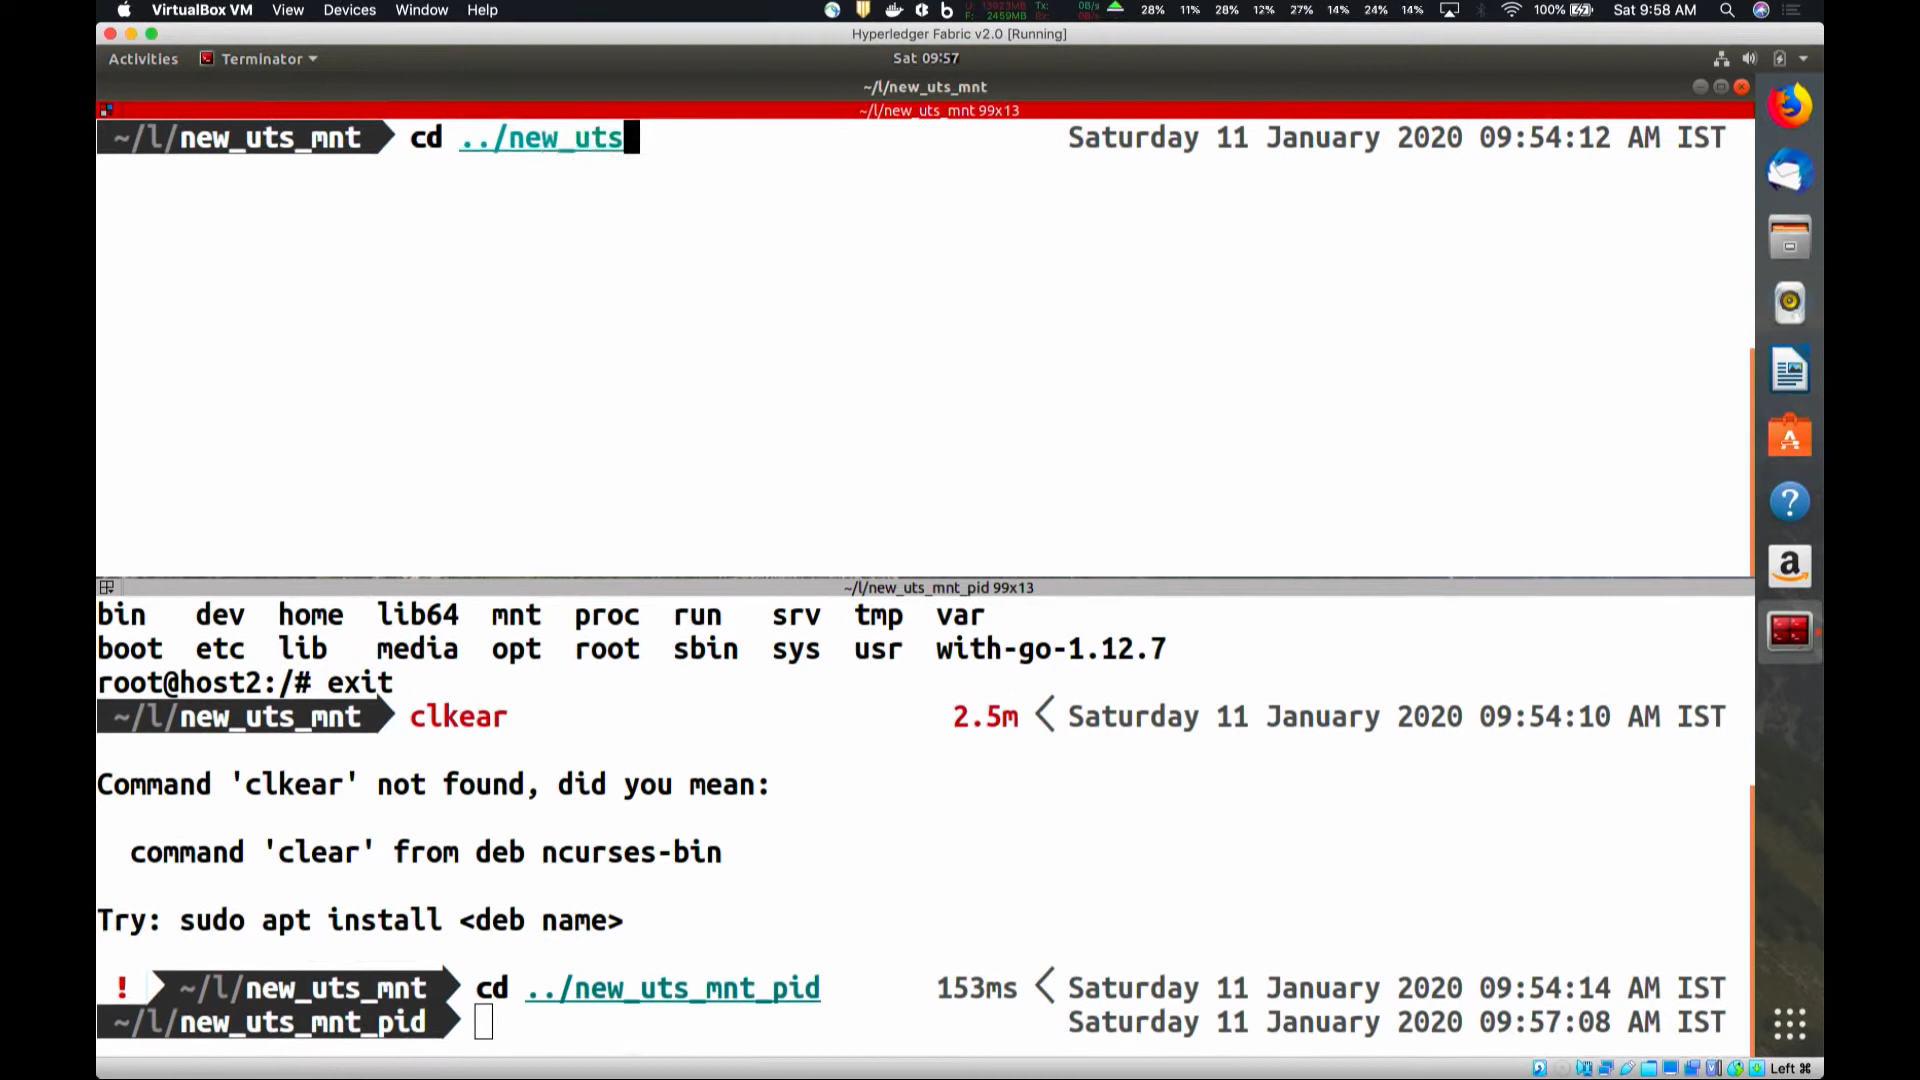 VirtualBox VM View Devices Window Help
28% 11% 28% 12% 27% 14% 24% 14% 100% Sat 9:58 AM
Hyperledger Fabric v2.0 [Running]
Activities Terminator Sat 09:57
~/l/new_uts_mnt
~/l/new_uts_mnt 99x13
~/l/new_uts_mnt cd ../new_uts Saturday 11 January 2020 09:54:12 AM IST
~/l/new_uts_mnt_pid 99x13
bin dev home lib64 mnt proc run srv tmp var
boot etc lib media opt root sbin sys usr with-go-1.12.7
root@host2:/# exit
~/l/new_uts_mnt clkear 2.5m Saturday 11 January 2020 09:54:10 AM IST
Command 'clkear' not found, did you mean:
command 'clear' from deb ncurses-bin
Try: sudo apt install <deb name>
! ~/l/new_uts_mnt cd ../new_uts_mnt_pid 153ms Saturday 11 January 2020 09:54:14 AM IST
~/l/new_uts_mnt_pid Saturday 11 January 2020 09:57:08 AM IST
Left ⌘